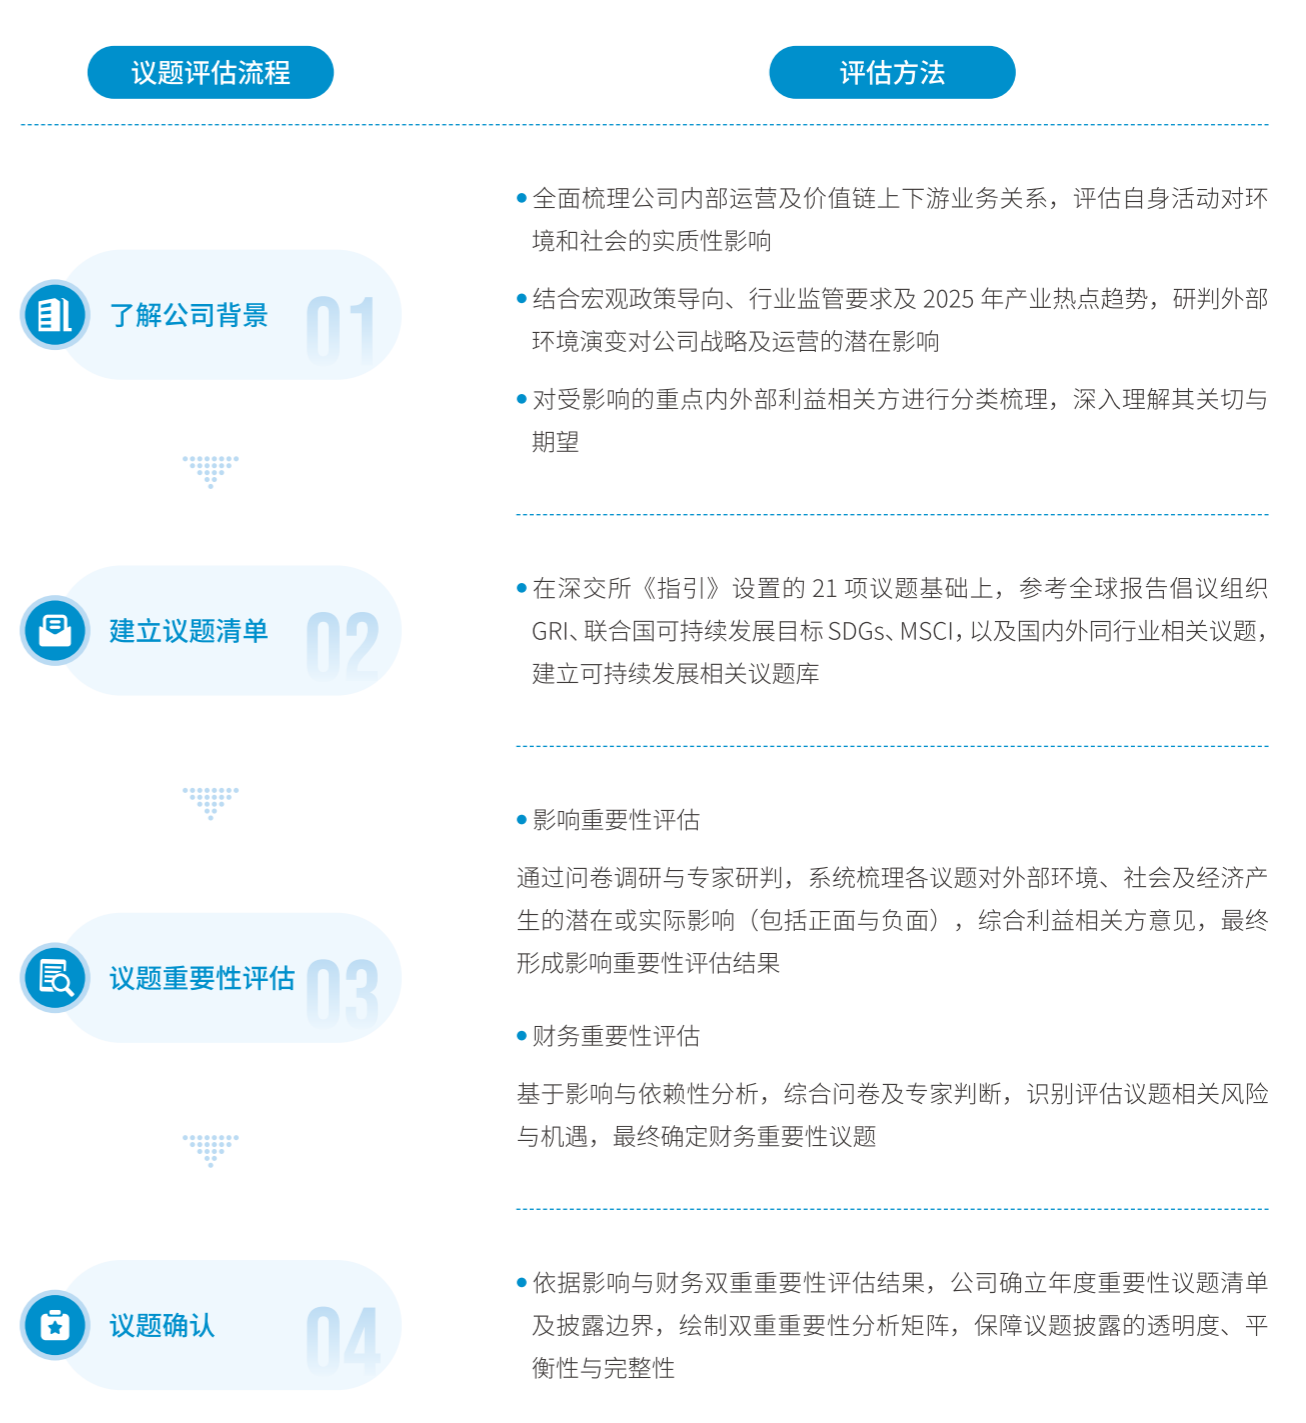 议题评估流程
评估方法
了解公司背景 01
全面梳理公司内部运营及价值链上下游业务关系，评估自身活动对环
境和社会的实质性影响
结合宏观政策导向、行业监管要求及 2025 年产业热点趋势，研判外部
环境演变对公司战略及运营的潜在影响
对受影响的重点内外部利益相关方进行分类梳理，深入理解其关切与
期望
建立议题清单 02
在深交所《指引》设置的 21 项议题基础上，参考全球报告倡议组织
GRI、联合国可持续发展目标 SDGs、MSCI，以及国内外同行业相关议题，
建立可持续发展相关议题库
议题重要性评估 03
影响重要性评估
通过问卷调研与专家研判，系统梳理各议题对外部环境、社会及经济产
生的潜在或实际影响（包括正面与负面），综合利益相关方意见，最终
形成影响重要性评估结果
财务重要性评估
基于影响与依赖性分析，综合问卷及专家判断，识别评估议题相关风险
与机遇，最终确定财务重要性议题
议题确认 04
依据影响与财务双重重要性评估结果，公司确立年度重要性议题清单
及披露边界，绘制双重重要性分析矩阵，保障议题披露的透明度、平
衡性与完整性